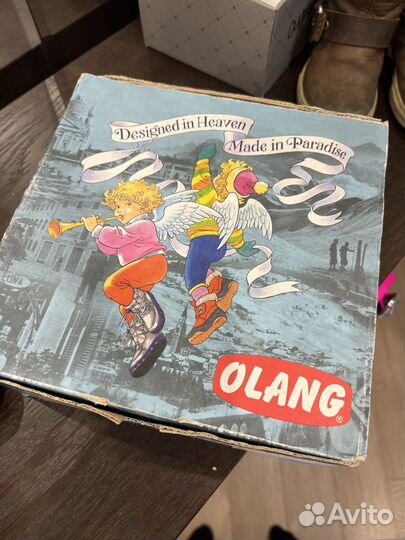 Designed in Heaven
Made in Paradise
OLANG
®
Avito